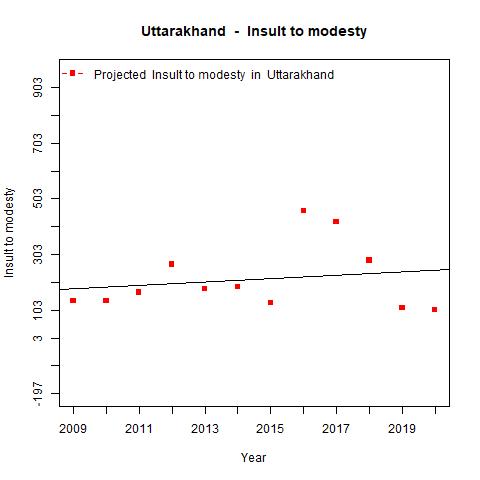 Uttarakhand - Insult to modesty
Projected Insult to modesty in Uttarakhand
903
703
503
303
103
3
-197
Insult to modesty
2009 2011 2013 2015 2017 2019
Year